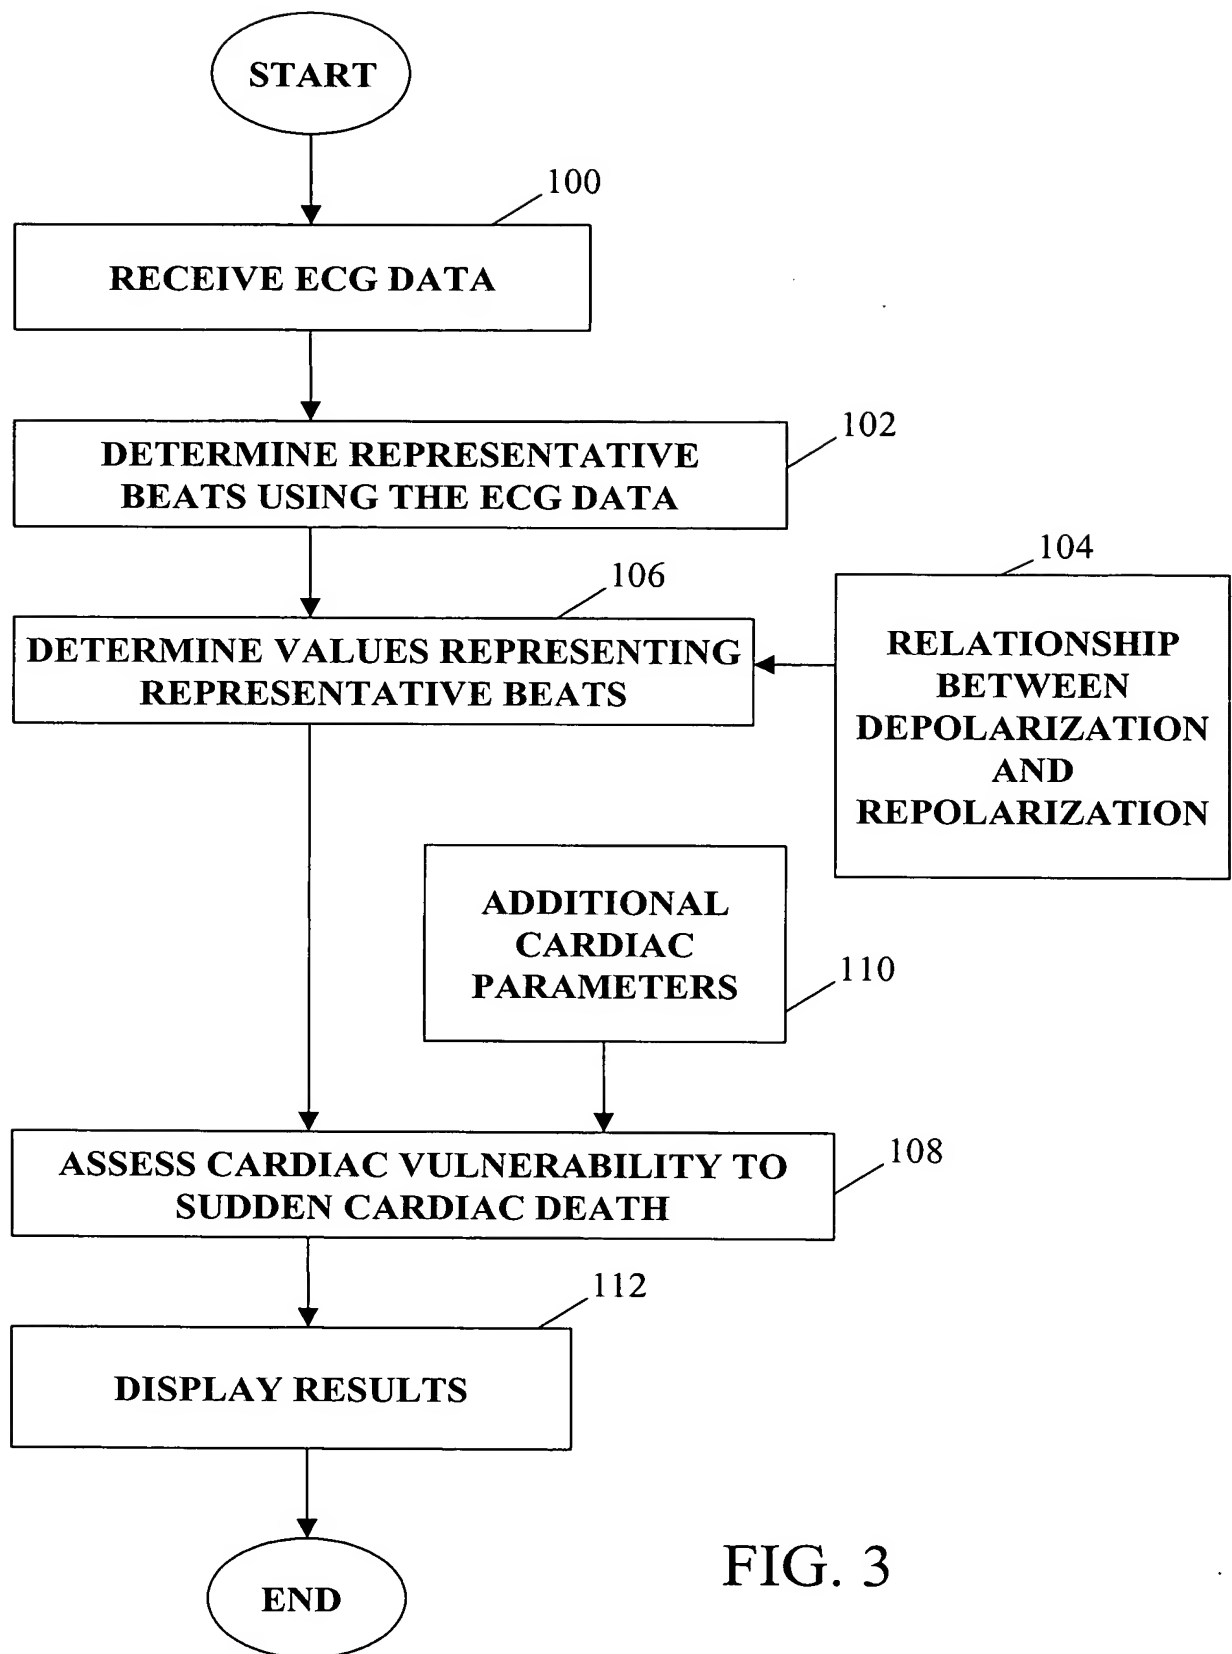 START
100
RECEIVE ECG DATA
102
DETERMINE REPRESENTATIVE
BEATS USING THE ECG DATA
104
106
DETERMINE VALUES REPRESENTING
REPRESENTATIVE BEATS
RELATIONSHIP
BETWEEN
DEPOLARIZATION
AND
REPOLARIZATION
ADDITIONAL
CARDIAC
PARAMETERS
110
ASSESS CARDIAC VULNERABILITY TO
SUDDEN CARDIAC DEATH
108
112
DISPLAY RESULTS
END
FIG. 3